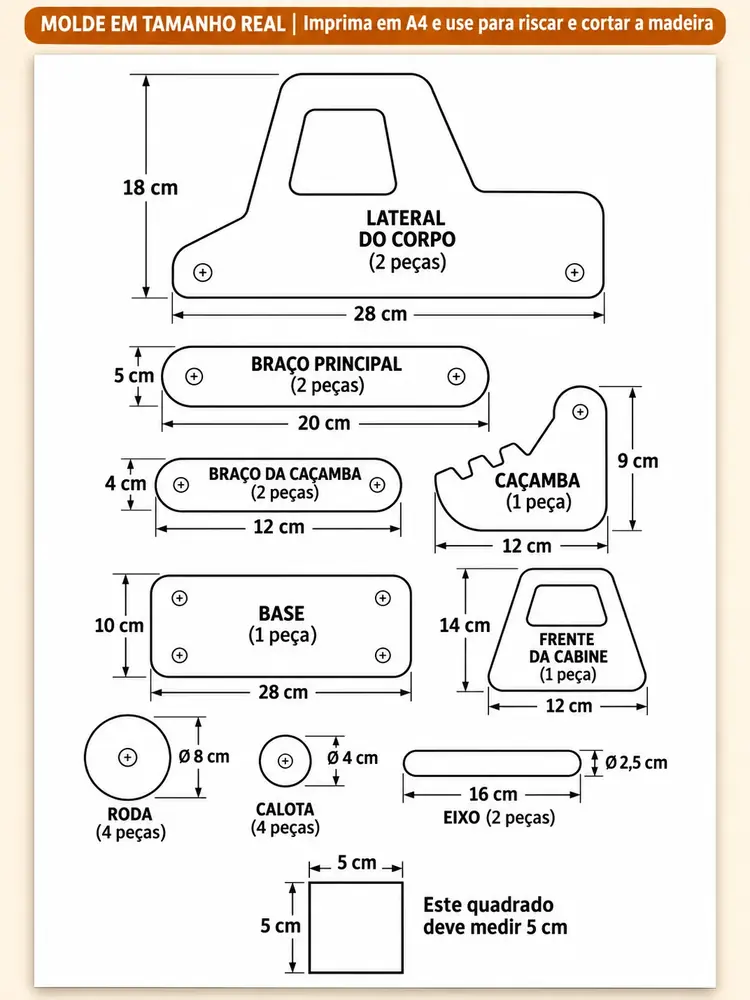 MOLDE EM TAMANHO REAL | Imprima em A4 e use para riscar e cortar a madeira
18 cm
LATERAL
DO CORPO
(2 peças)
28 cm
5 cm
BRAÇO PRINCIPAL
(2 peças)
20 cm
4 cm
BRAÇO DA CAÇAMBA
(2 peças)
12 cm
CAÇAMBA
(1 peça)
9 cm
12 cm
10 cm
BASE
(1 peça)
28 cm
14 cm
FRENTE
DA CABINE
(1 peça)
12 cm
Ø 8 cm
RODA
(4 peças)
Ø 4 cm
CALOTA
(4 peças)
Ø 2,5 cm
16 cm
EIXO (2 peças)
5 cm
5 cm
Este quadrado
deve medir 5 cm